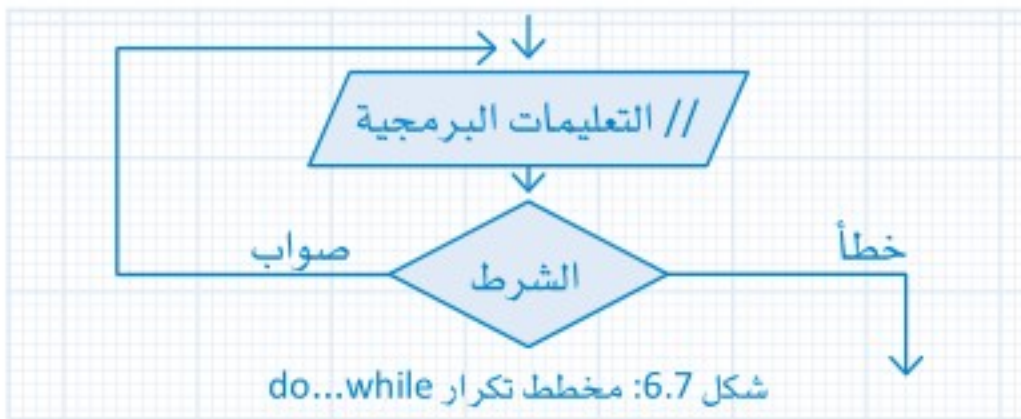 // التعليمات البرمجية
صواب
خطأ
الشرط
شكل 6.7: مخطط تكرار do...while